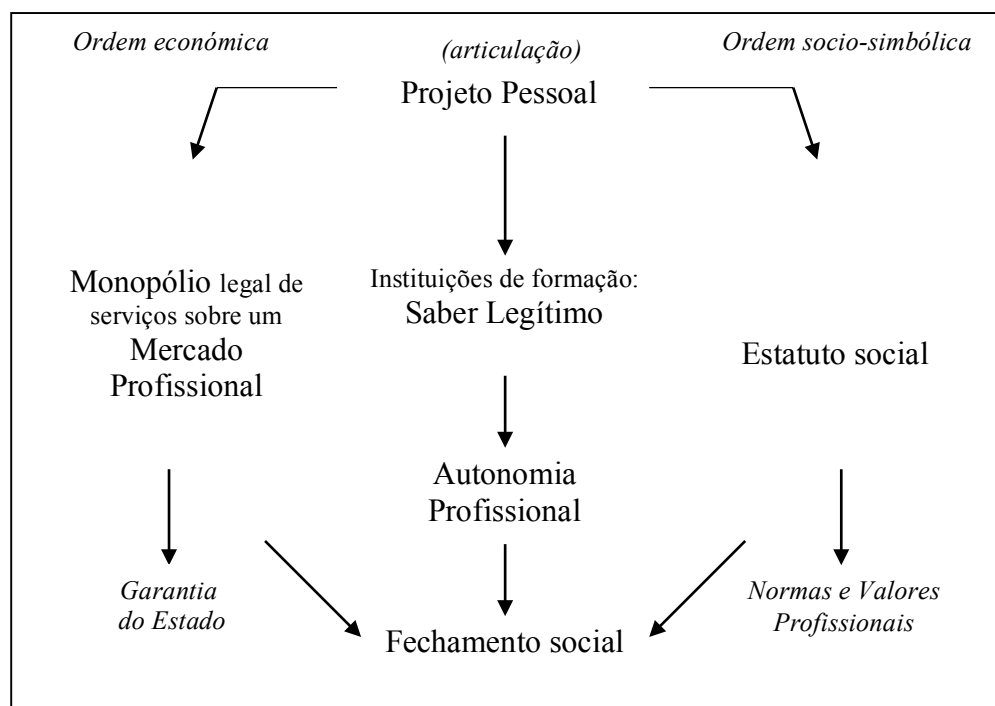 Ordem económica
(articulação)
Ordem socio-simbólica
Projeto Pessoal
Monopólio legal de
serviços sobre um
Mercado
Profissional
Instituições de formação:
Saber Legítimo
Estatuto social
Autonomia
Profissional
Garantia
do Estado
Normas e Valores
Profissionais
Fechamento social